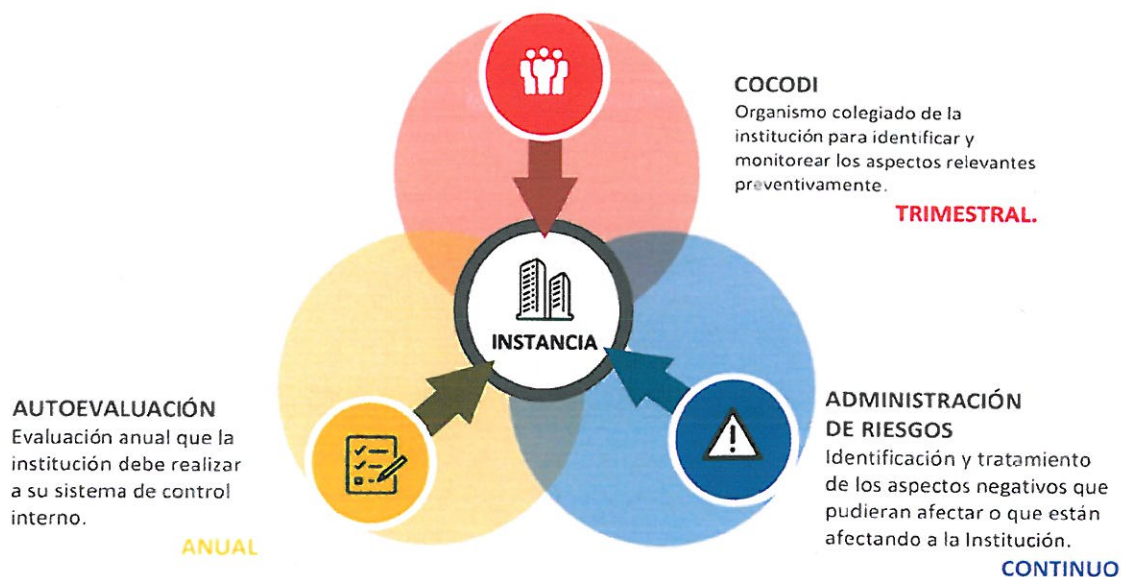 COCODI
Organismo colegiado de la
institución para identificar y
monitorear los aspectos relevantes
preventivamente.
TRIMESTRAL.
INSTANCIA
AUTOEVALUACIÓN
Evaluación anual que la
institución debe realizar
a su sistema de control
interno.
ANUAL
ADMINISTRACIÓN
DE RIESGOS
Identificación y tratamiento
de los aspectos negativos que
pudieran afectar o que están
afectando a la Institución.
CONTINUO